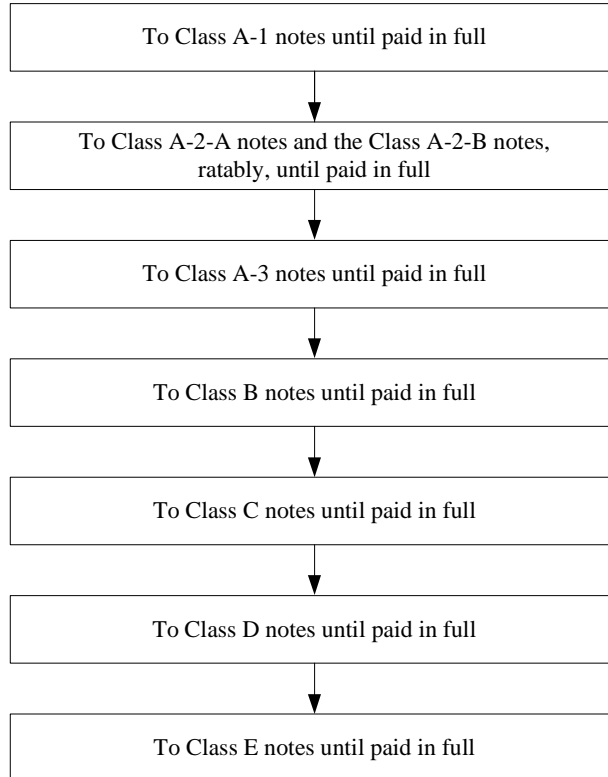 To Class A-1 notes until paid in full
To Class A-2-A notes and the Class A-2-B notes,
ratably, until paid in full
To Class A-3 notes until paid in full
To Class B notes until paid in full
To Class C notes until paid in full
To Class D notes until paid in full
To Class E notes until paid in full